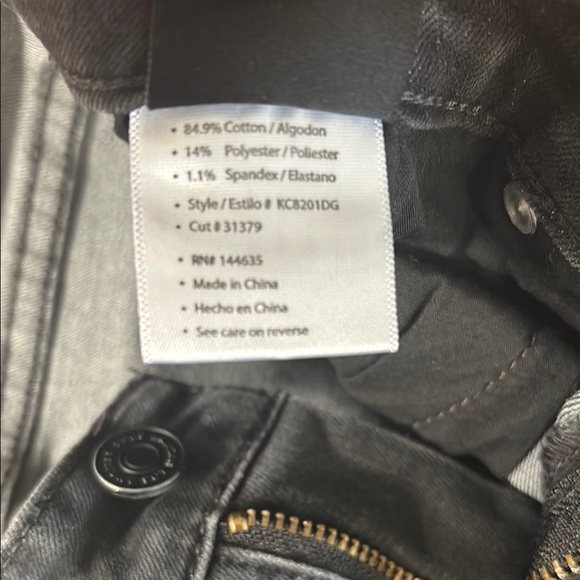 • 84.9% Cotton / Algodon
• 14% Polyester / Poliester
• 1.1% Spandex / Elastano
• Style / Estilo # KC8201DG
• Cut # 31379
• RN# 144635
• Made in China
• Hecho en China
• See care on reverse